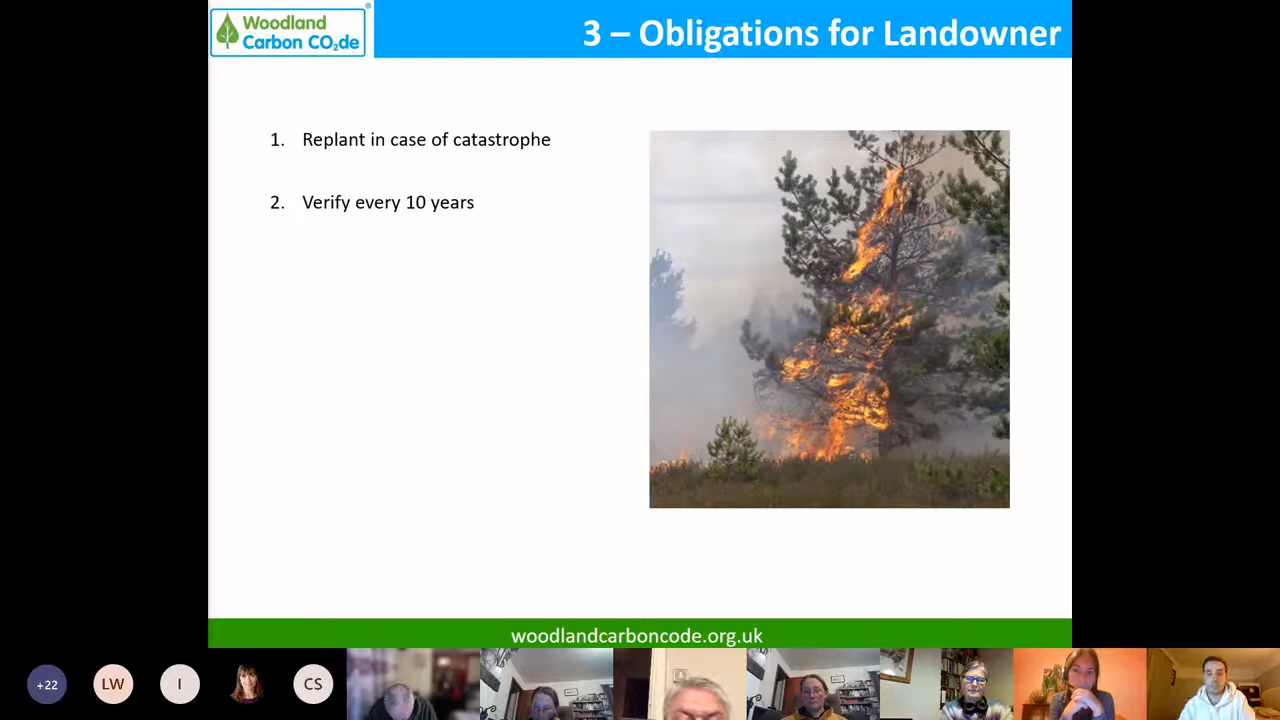 Woodland
Carbon CO₂de
®
3 – Obligations for Landowner
1. Replant in case of catastrophe
2. Verify every 10 years
woodlandcarboncode.org.uk
+22
LW
I
CS